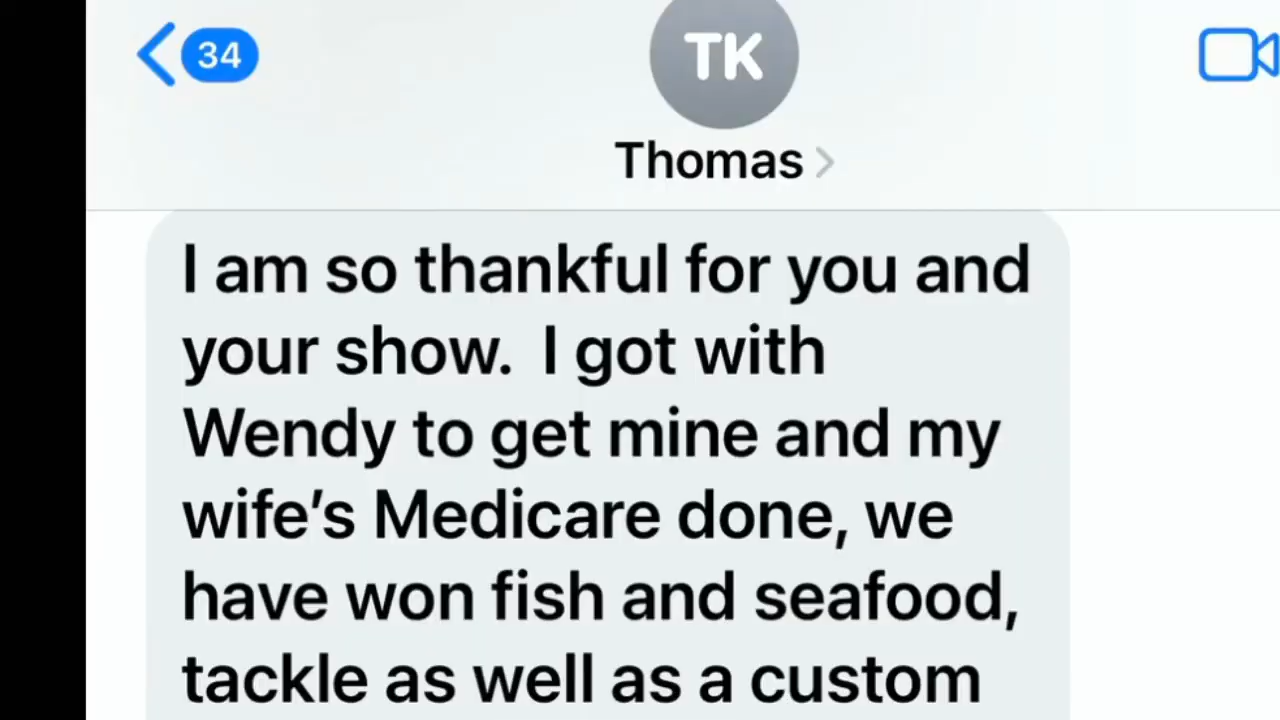 34
TK
Thomas
I am so thankful for you and
your show.  I got with
Wendy to get mine and my
wife’s Medicare done, we
have won fish and seafood,
tackle as well as a custom